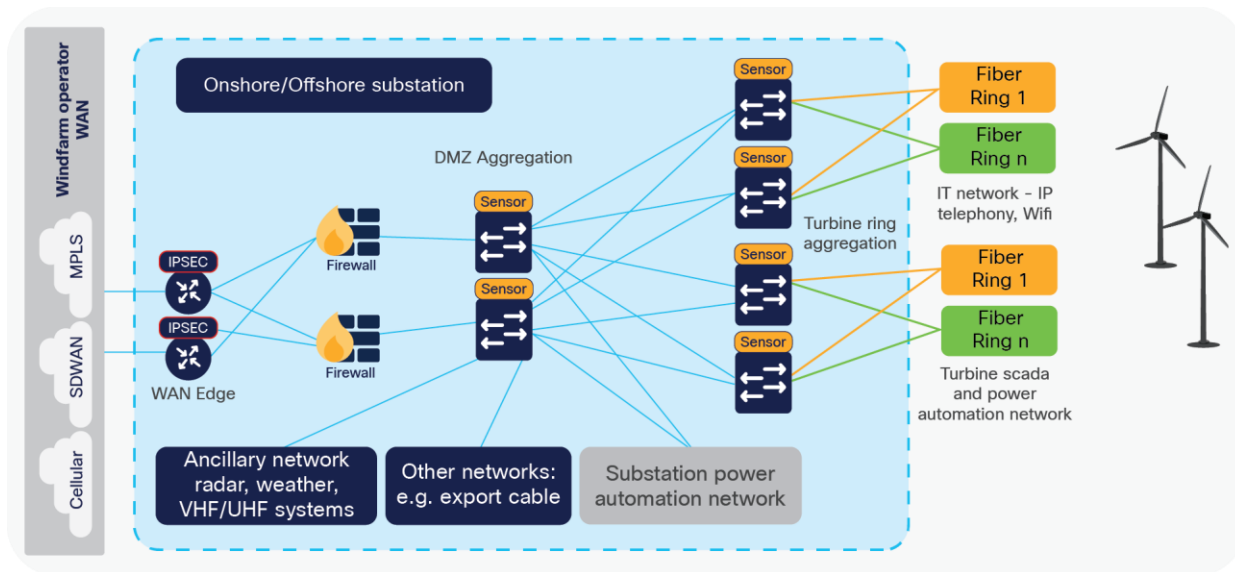 Windfarm operator
WAN
MPLS
SDWAN
Cellular
Onshore/Offshore substation
IPSEC
IPSEC
WAN Edge
Firewall
Firewall
DMZ Aggregation
Sensor
Sensor
Sensor
Sensor
Sensor
Sensor
Turbine ring
aggregation
Fiber
Ring 1
Fiber
Ring n
IT network - IP
telephony, Wifi
Fiber
Ring 1
Fiber
Ring n
Turbine scada
and power
automation network
Ancillary network
radar, weather,
VHF/UHF systems
Other networks:
e.g. export cable
Substation power
automation network